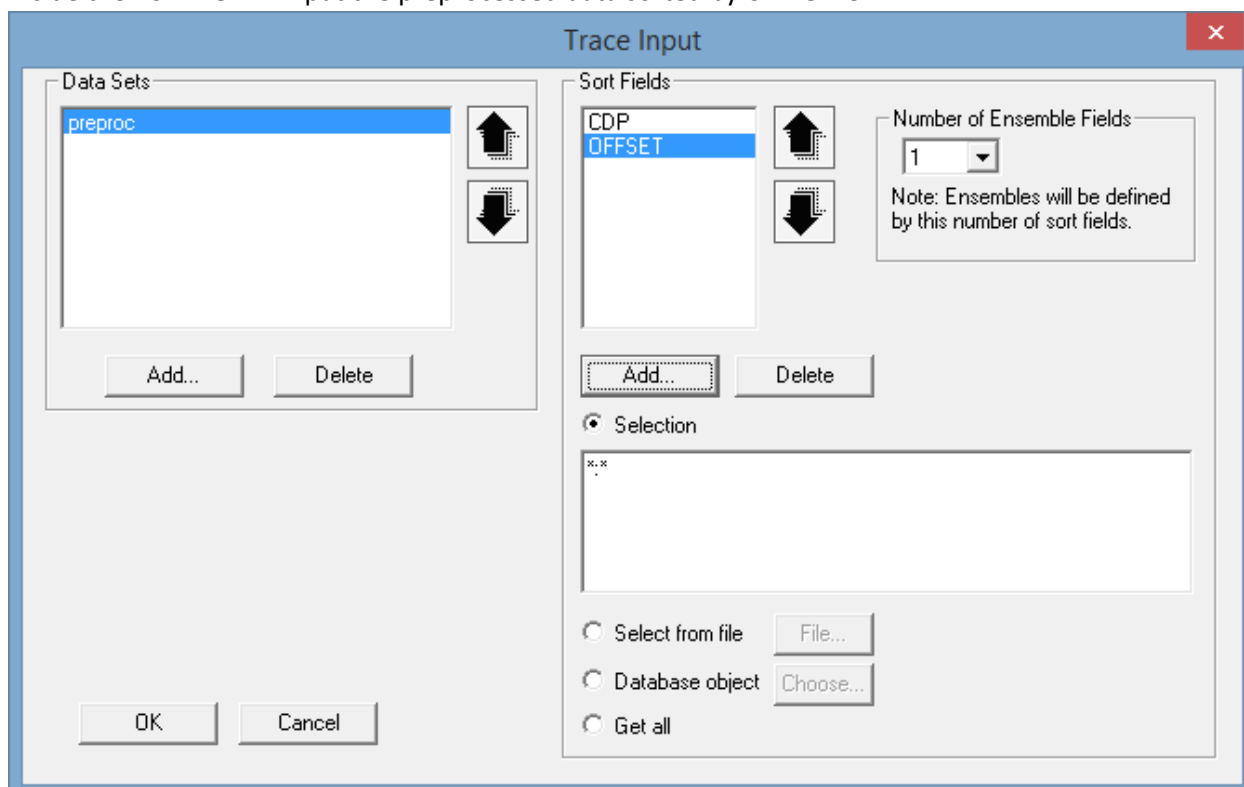 Trace Input
×
Data Sets
preproc
Add...
Delete
OK
Cancel
Sort Fields
CDP
OFFSET
Number of Ensemble Fields
1
Note: Ensembles will be defined
by this number of sort fields.
Add...
Delete
Selection
*:*
Select from file
File...
Database object
Choose...
Get all